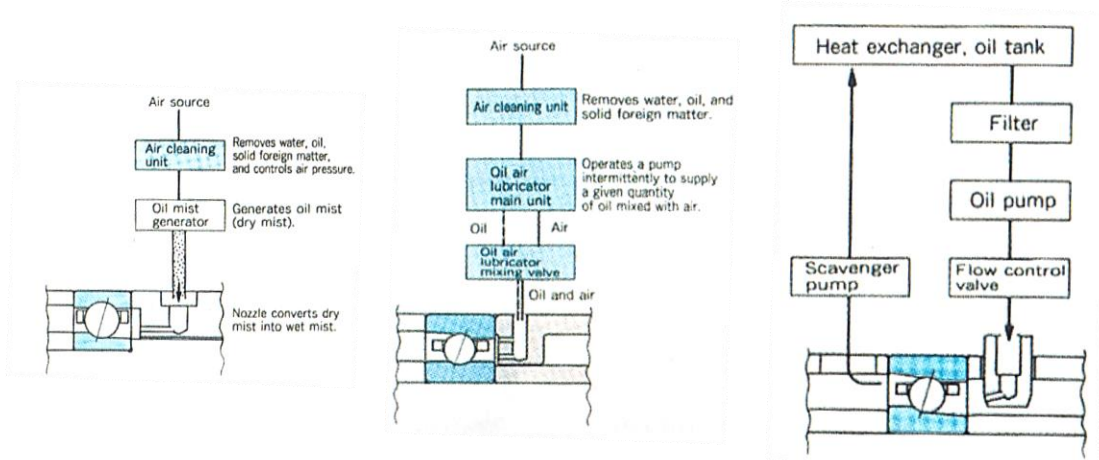 Air source
Air cleaning
unit
Removes water, oil,
solid foreign matter,
and controls air pressure.
Oil mist
generator
Generates oil mist
(dry mist).
Nozzle converts dry
mist into wet mist.
Air source
Air cleaning unit
Removes water, oil, and
solid foreign matter.
Oil air
lubricator
main unit
Operates a pump
intermittently to supply
a given quantity
of oil mixed with air.
Oil
Air
Oil air
lubricator
mixing valve
Oil and air
Heat exchanger, oil tank
Filter
Oil pump
Scavenger
pump
Flow control
valve